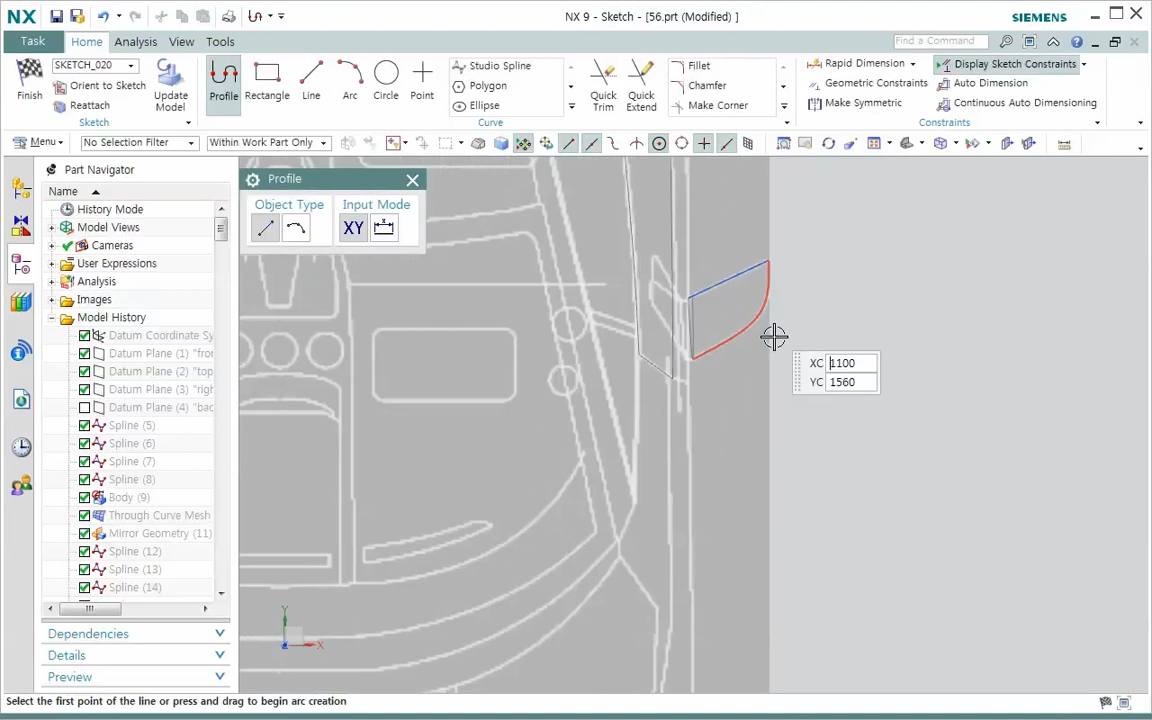 NX
NX 9 - Sketch - [56.prt (Modified) ]
SIEMENS
Task
Home
Analysis
View
Tools
Find a Command
Finish
SKETCH_020
Orient to Sketch
Reattach
Update
Model
Sketch
Profile
Rectangle
Line
Arc
Circle
Point
Studio Spline
Polygon
Ellipse
Curve
Quick
Trim
Quick
Extend
Fillet
Chamfer
Make Corner
Rapid Dimension
Geometric Constraints
Make Symmetric
Display Sketch Constraints
Auto Dimension
Continuous Auto Dimensioning
Constraints
Menu
No Selection Filter
Within Work Part Only
Part Navigator
Name
History Mode
Model Views
Cameras
User Expressions
Analysis
Images
Model History
Datum Coordinate Sy
Datum Plane (1) "fron
Datum Plane (2) "top
Datum Plane (3) "righ
Datum Plane (4) "bac
Spline (5)
Spline (6)
Spline (7)
Spline (8)
Body (9)
Through Curve Mesh
Mirror Geometry (11)
Spline (12)
Spline (13)
Spline (14)
Dependencies
Details
Preview
Profile
Object Type
Input Mode
XY
XC 1100
YC 1560
Y
X
Select the first point of the line or press and drag to begin arc creation